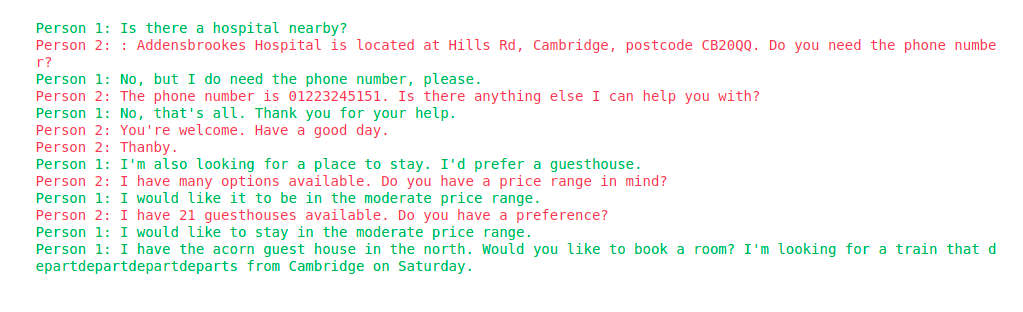 Person 1: Is there a hospital nearby?
Person 2: : Addensbrookes Hospital is located at Hills Rd, Cambridge, postcode CB20QQ. Do you need the phone numbe
r?
Person 1: No, but I do need the phone number, please.
Person 2: The phone number is 01223245151. Is there anything else I can help you with?
Person 1: No, that's all. Thank you for your help.
Person 2: You're welcome. Have a good day.
Person 2: Thanby.
Person 1: I'm also looking for a place to stay. I'd prefer a guesthouse.
Person 2: I have many options available. Do you have a price range in mind?
Person 1: I would like it to be in the moderate price range.
Person 2: I have 21 guesthouses available. Do you have a preference?
Person 1: I would like to stay in the moderate price range.
Person 1: I have the acorn guest house in the north. Would you like to book a room? I'm looking for a train that d
epartdepartdepartdeparts from Cambridge on Saturday.